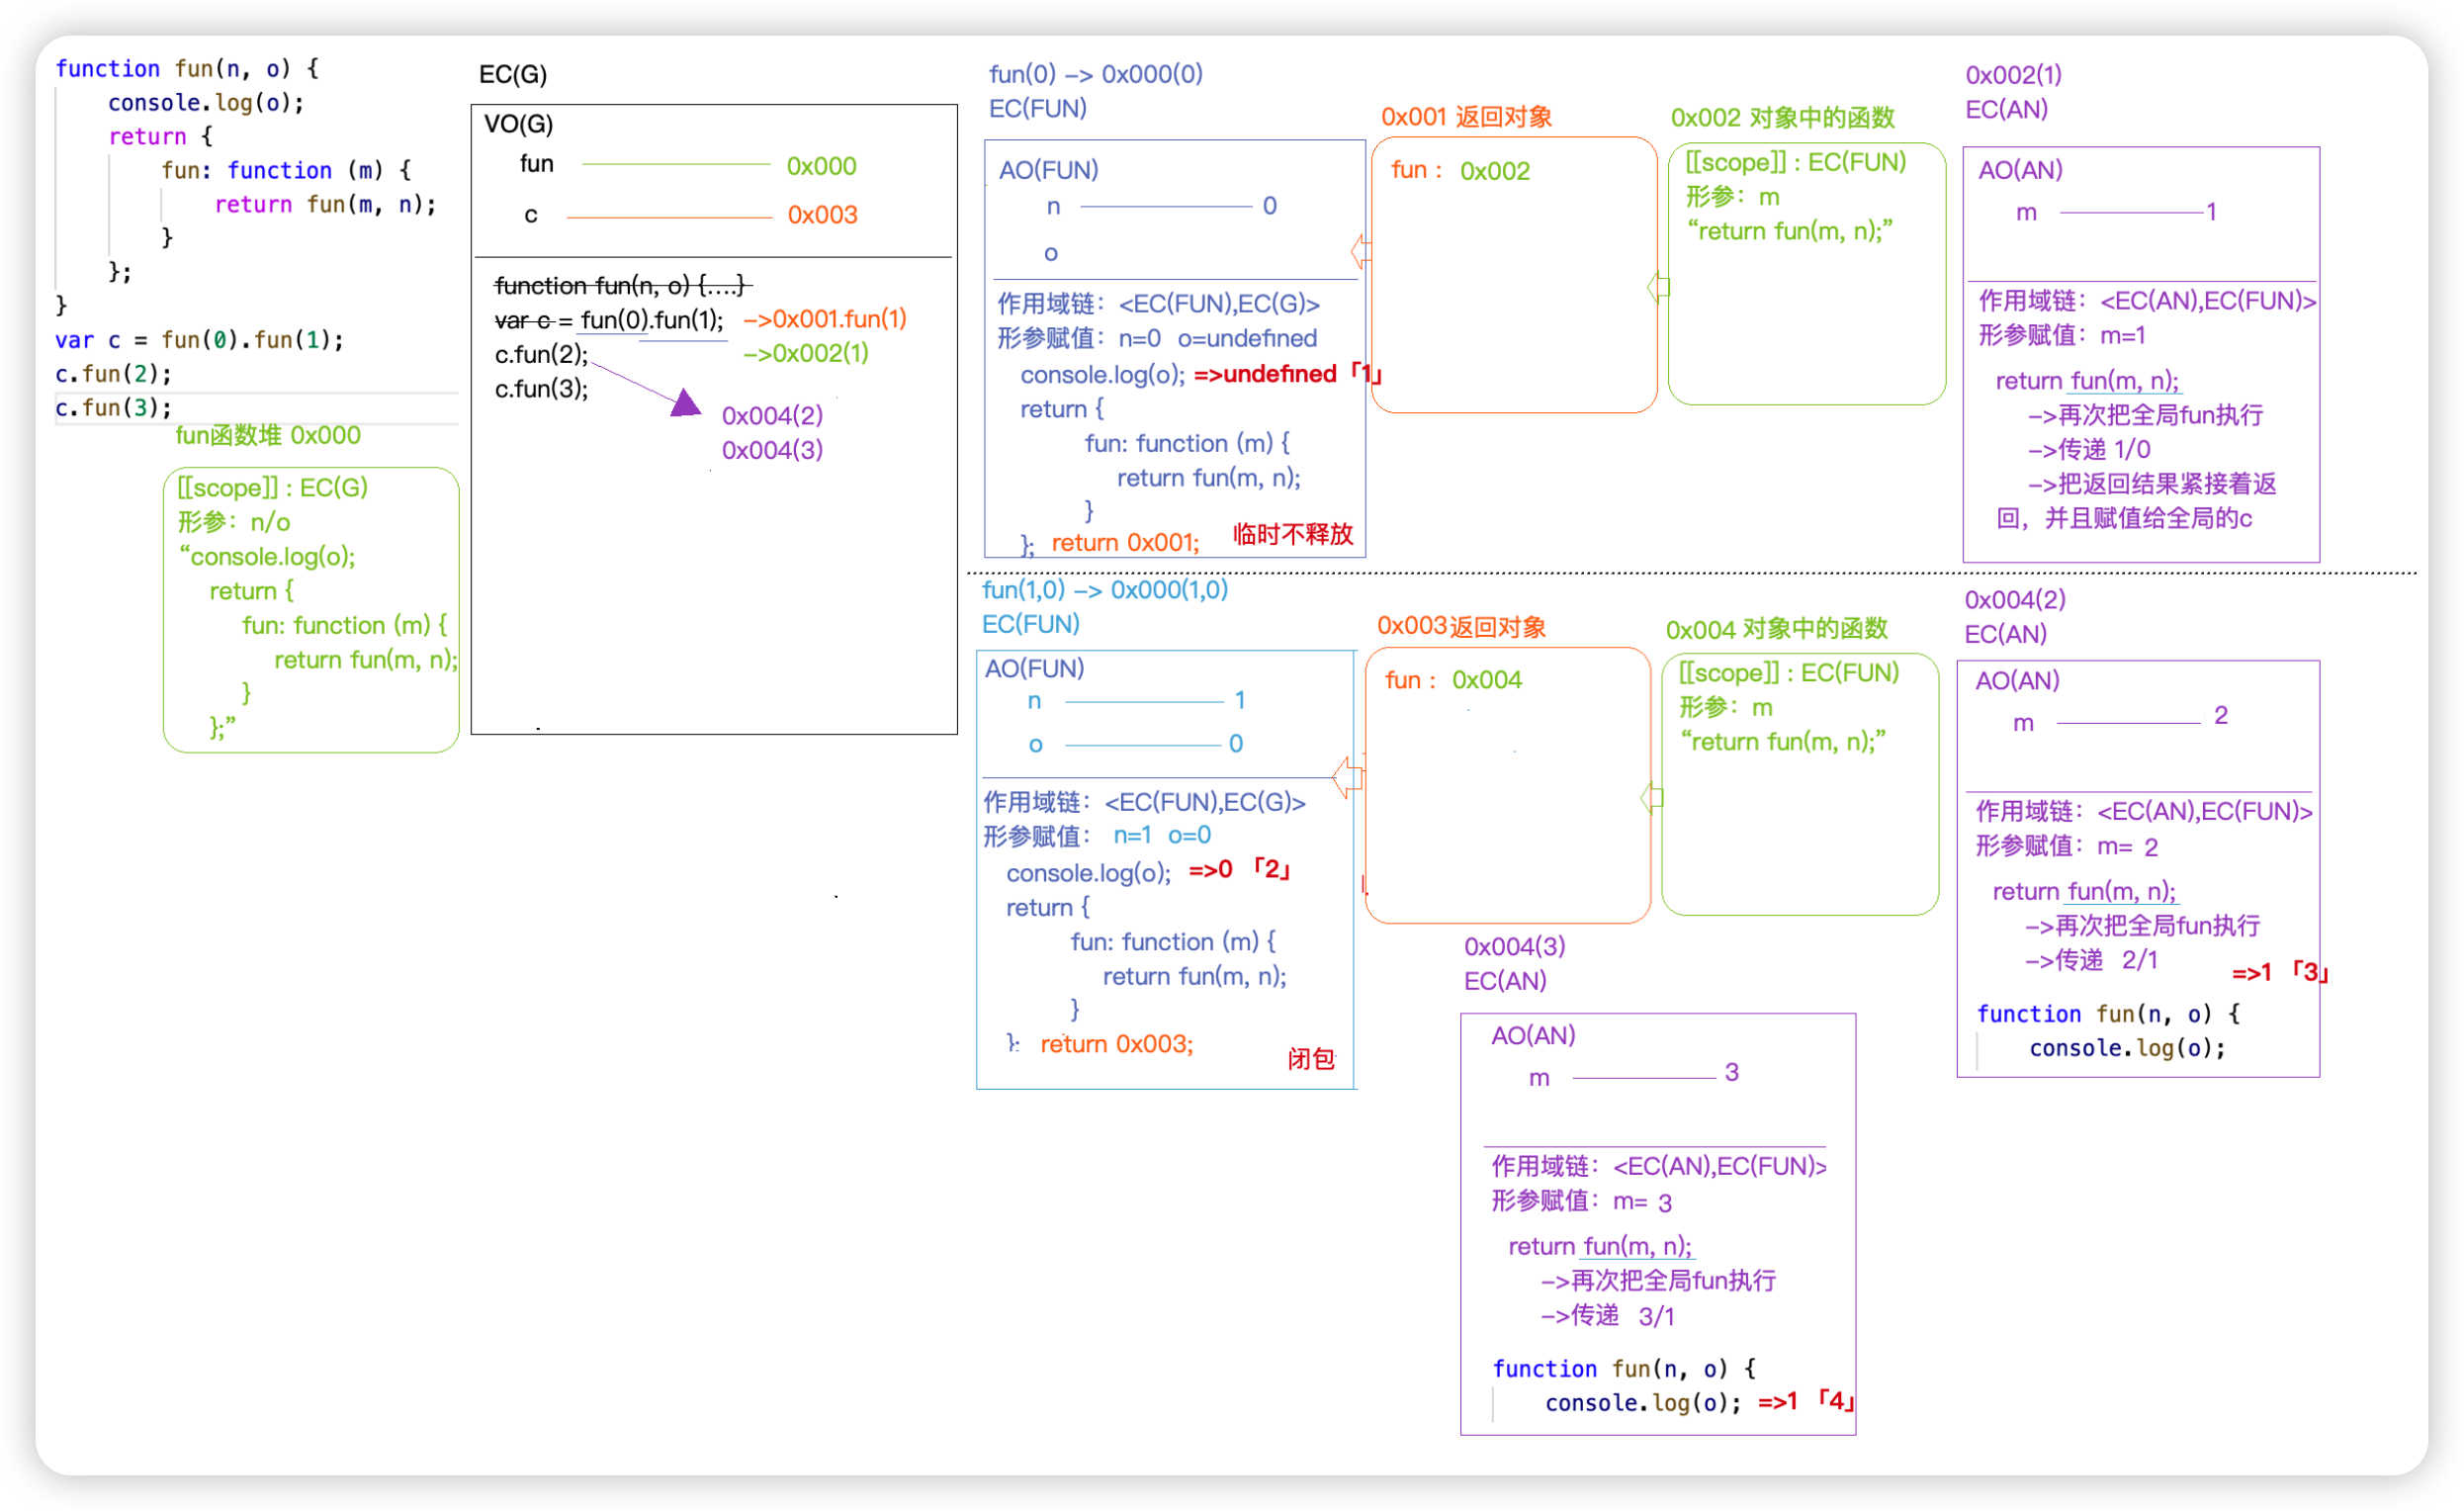 function fun(n, o) {
console.log(o);
return {
fun: function (m) {
return fun(m, n);
}
};
}
var c = fun(0).fun(1);
c.fun(2);
c.fun(3);
fun函数堆 0x000
[[scope]] : EC(G)
形参：n/o
“console.log(o);
return {
fun: function (m) {
return fun(m, n);
}
};”
EC(G)
VO(G)
fun 0x000
c 0x003
function fun(n, o) {....}
var c = fun(0).fun(1); ->0x001.fun(1)
->0x002(1)
c.fun(2);
c.fun(3);
0x004(2)
0x004(3)
fun(0) -> 0x000(0)
EC(FUN)
AO(FUN)
n 0
o
作用域链：<EC(FUN),EC(G)>
形参赋值：n=0 o=undefined
console.log(o); =>undefined「1」
return {
fun: function (m) {
return fun(m, n);
}
}; return 0x001; 临时不释放
0x001 返回对象
fun : 0x002
0x002 对象中的函数
[[scope]] : EC(FUN)
形参：m
“return fun(m, n);”
0x002(1)
EC(AN)
AO(AN)
m 1
作用域链：<EC(AN),EC(FUN)>
形参赋值：m=1
return fun(m, n);
->再次把全局fun执行
->传递 1/0
->把返回结果紧接着返
回，并且赋值给全局的c
fun(1,0) -> 0x000(1,0)
EC(FUN)
AO(FUN)
n 1
o 0
作用域链：<EC(FUN),EC(G)>
形参赋值： n=1 o=0
console.log(o); =>0 「2」
return {
fun: function (m) {
return fun(m, n);
}
}; return 0x003;
闭包
0x003返回对象
fun : 0x004
0x004 对象中的函数
[[scope]] : EC(FUN)
形参：m
“return fun(m, n);”
0x004(2)
EC(AN)
AO(AN)
m 2
作用域链：<EC(AN),EC(FUN)>
形参赋值：m= 2
return fun(m, n);
->再次把全局fun执行
->传递 2/1
=>1 「3」
function fun(n, o) {
console.log(o);
0x004(3)
EC(AN)
AO(AN)
m 3
作用域链：<EC(AN),EC(FUN)>
形参赋值：m= 3
return fun(m, n);
->再次把全局fun执行
->传递 3/1
function fun(n, o) {
console.log(o); =>1 「4」